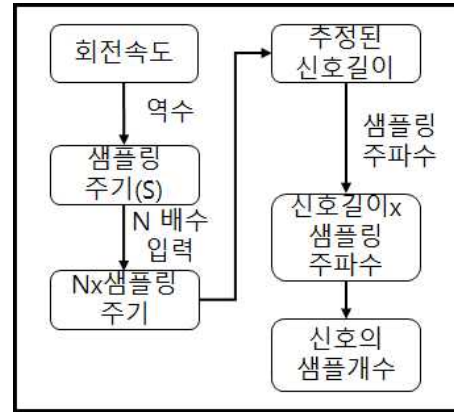 회전속도
역수
샘플링
주기(S)
N 배수
입력
Nx샘플링
주기
추정된
신호길이
샘플링
주파수
신호길이x
샘플링
주파수
신호의
샘플개수